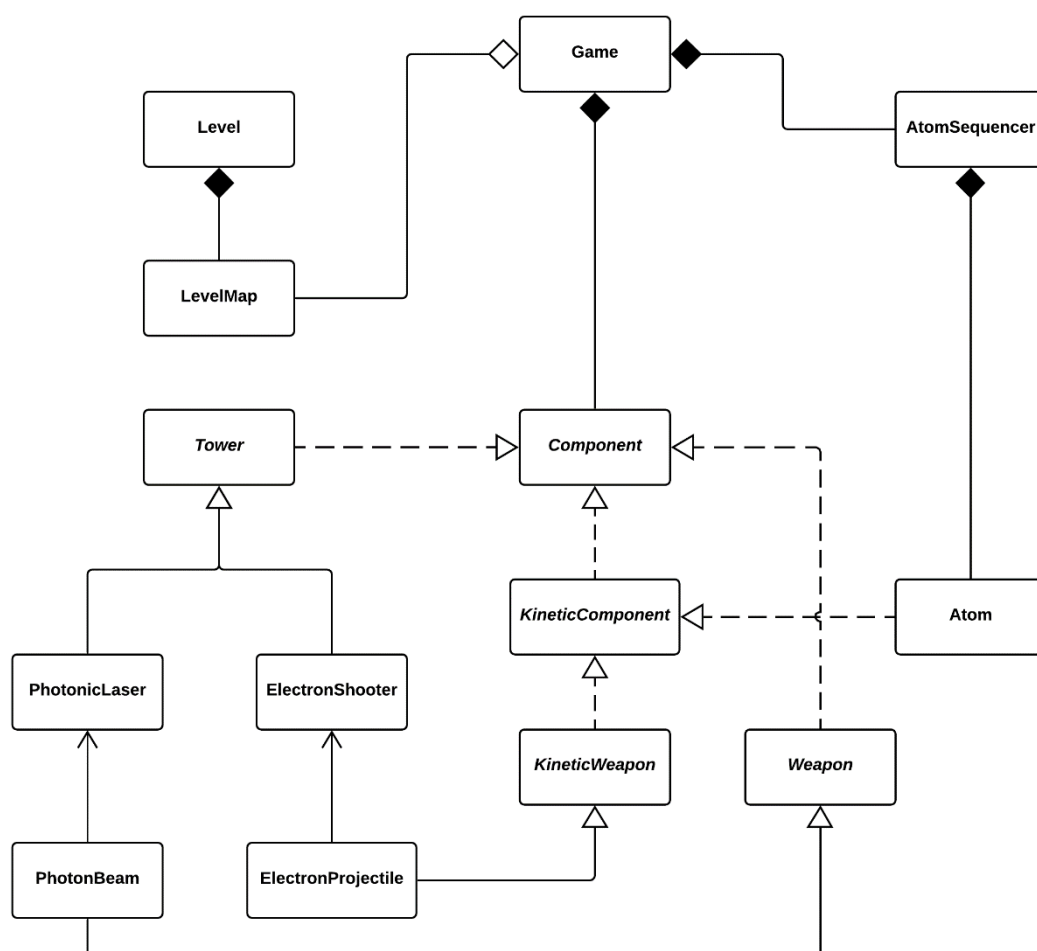 Game
Level
AtomSequencer
LevelMap
Tower
Component
KineticComponent
Atom
PhotonicLaser
ElectronShooter
KineticWeapon
Weapon
PhotonBeam
ElectronProjectile